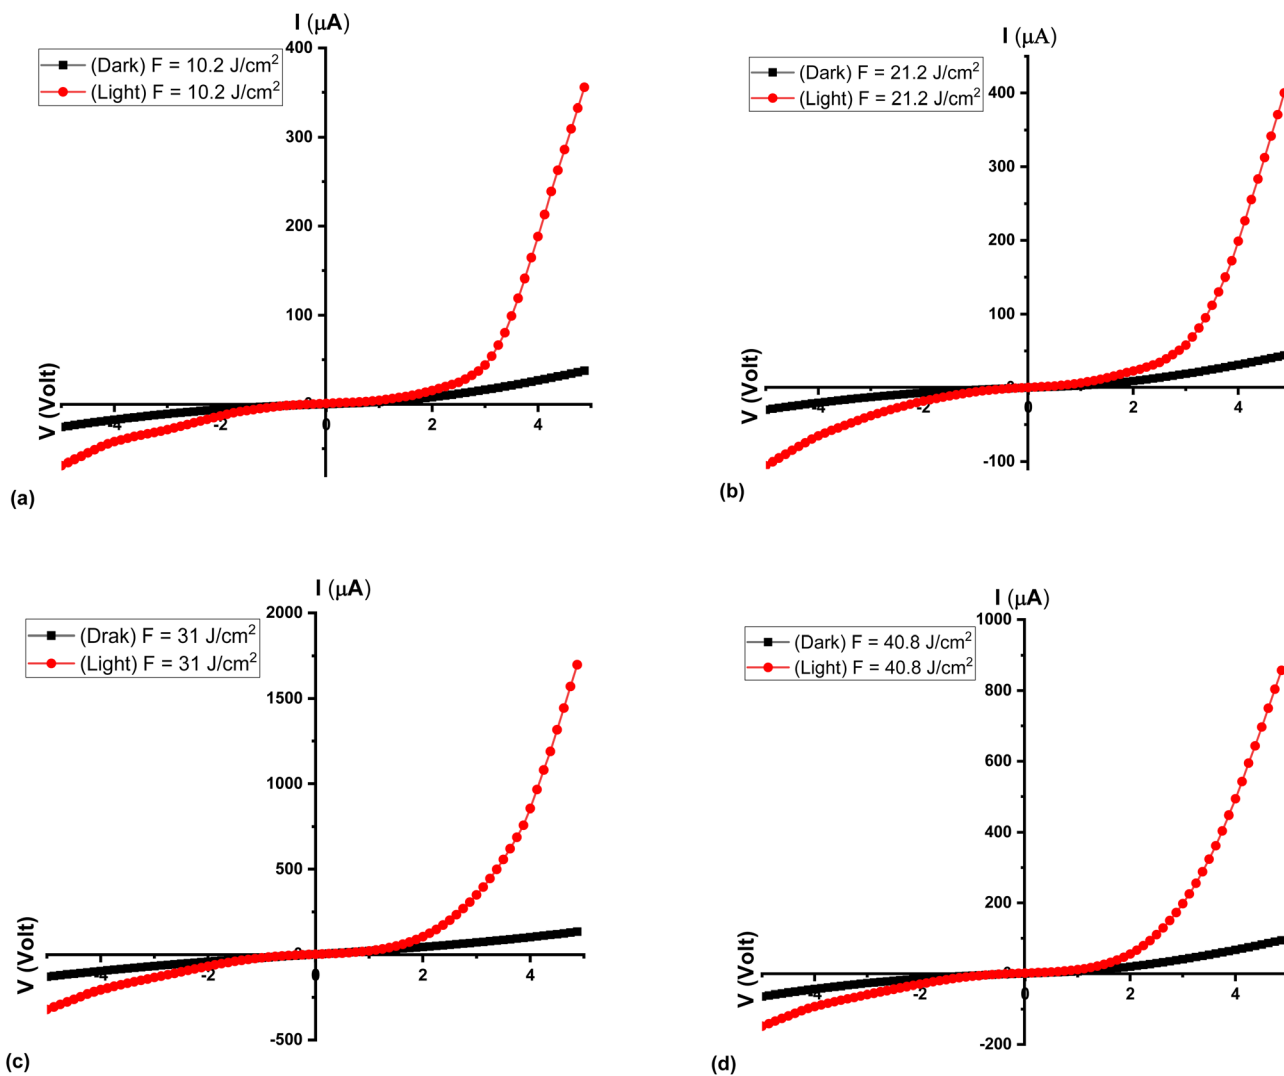 I (μA)
400
(Dark) F = 10.2 J/cm²
(Light) F = 10.2 J/cm²
300
200
100
0
V (Volt)
-4
-2
0
2
4
(a)
I (μA)
(Dark) F = 21.2 J/cm²
(Light) F = 21.2 J/cm²
400
300
200
100
0
V (Volt)
-4
-2
0
2
4
-100
(b)
I (μA)
2000
(Drak) F = 31 J/cm²
(Light) F = 31 J/cm²
1500
1000
500
0
V (Volt)
-4
-2
0
2
4
-500
(c)
I (μA)
1000
(Dark) F = 40.8 J/cm²
(Light) F = 40.8 J/cm²
800
600
400
200
0
V (Volt)
-4
-2
0
2
4
-200
(d)